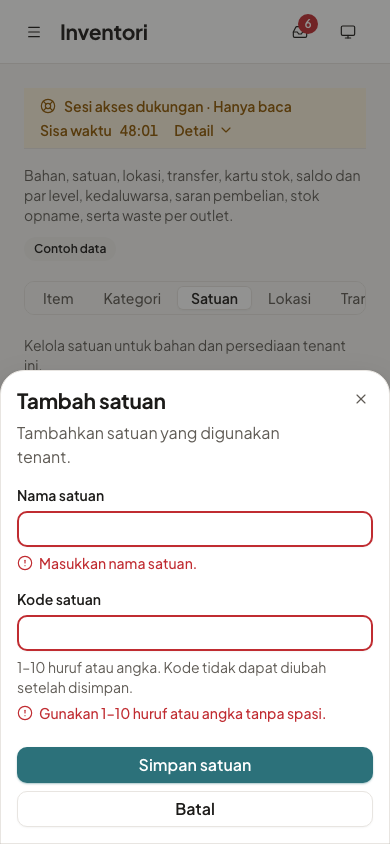 Inventori
6
Sesi akses dukungan · Hanya baca
Sisa waktu 48:01 Detail
Bahan, satuan, lokasi, transfer, kartu stok, saldo dan
par level, kedaluwarsa, saran pembelian, stok
opname, serta waste per outlet.
Contoh data
Item Kategori Satuan Lokasi Tran
Kelola satuan untuk bahan dan persediaan tenant
ini.
Tambah satuan
Tambahkan satuan yang digunakan
tenant.
Nama satuan
Masukkan nama satuan.
Kode satuan
1–10 huruf atau angka. Kode tidak dapat diubah
setelah disimpan.
Gunakan 1–10 huruf atau angka tanpa spasi.
Simpan satuan
Batal